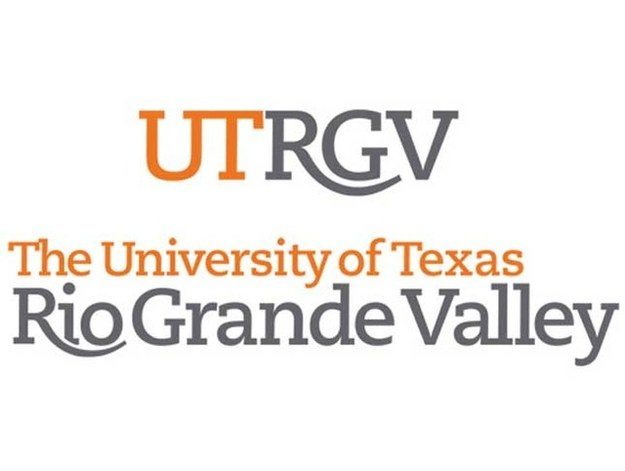 UTRGV
The University of Texas
Rio Grande Valley